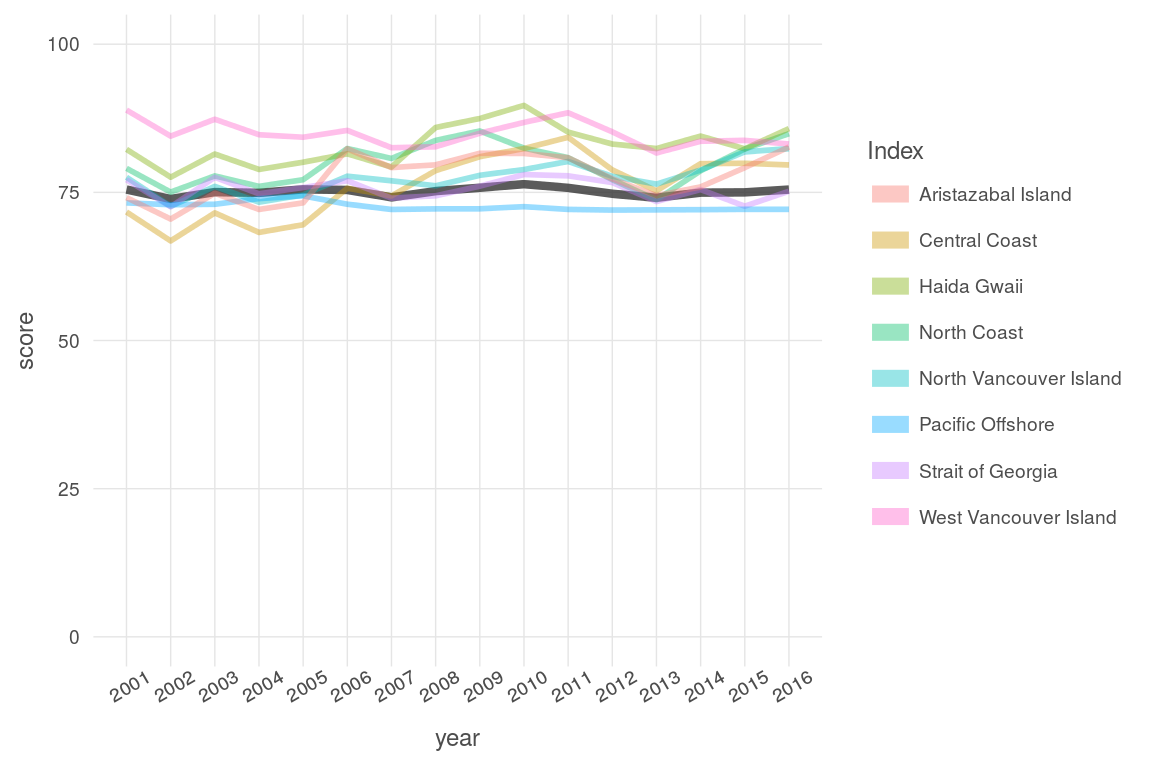 100
75
50
25
0
score
2001
2002
2003
2004
2005
2006
2007
2008
2009
2010
2011
2012
2013
2014
2015
2016
year
Index
Aristazabal Island
Central Coast
Haida Gwaii
North Coast
North Vancouver Island
Pacific Offshore
Strait of Georgia
West Vancouver Island